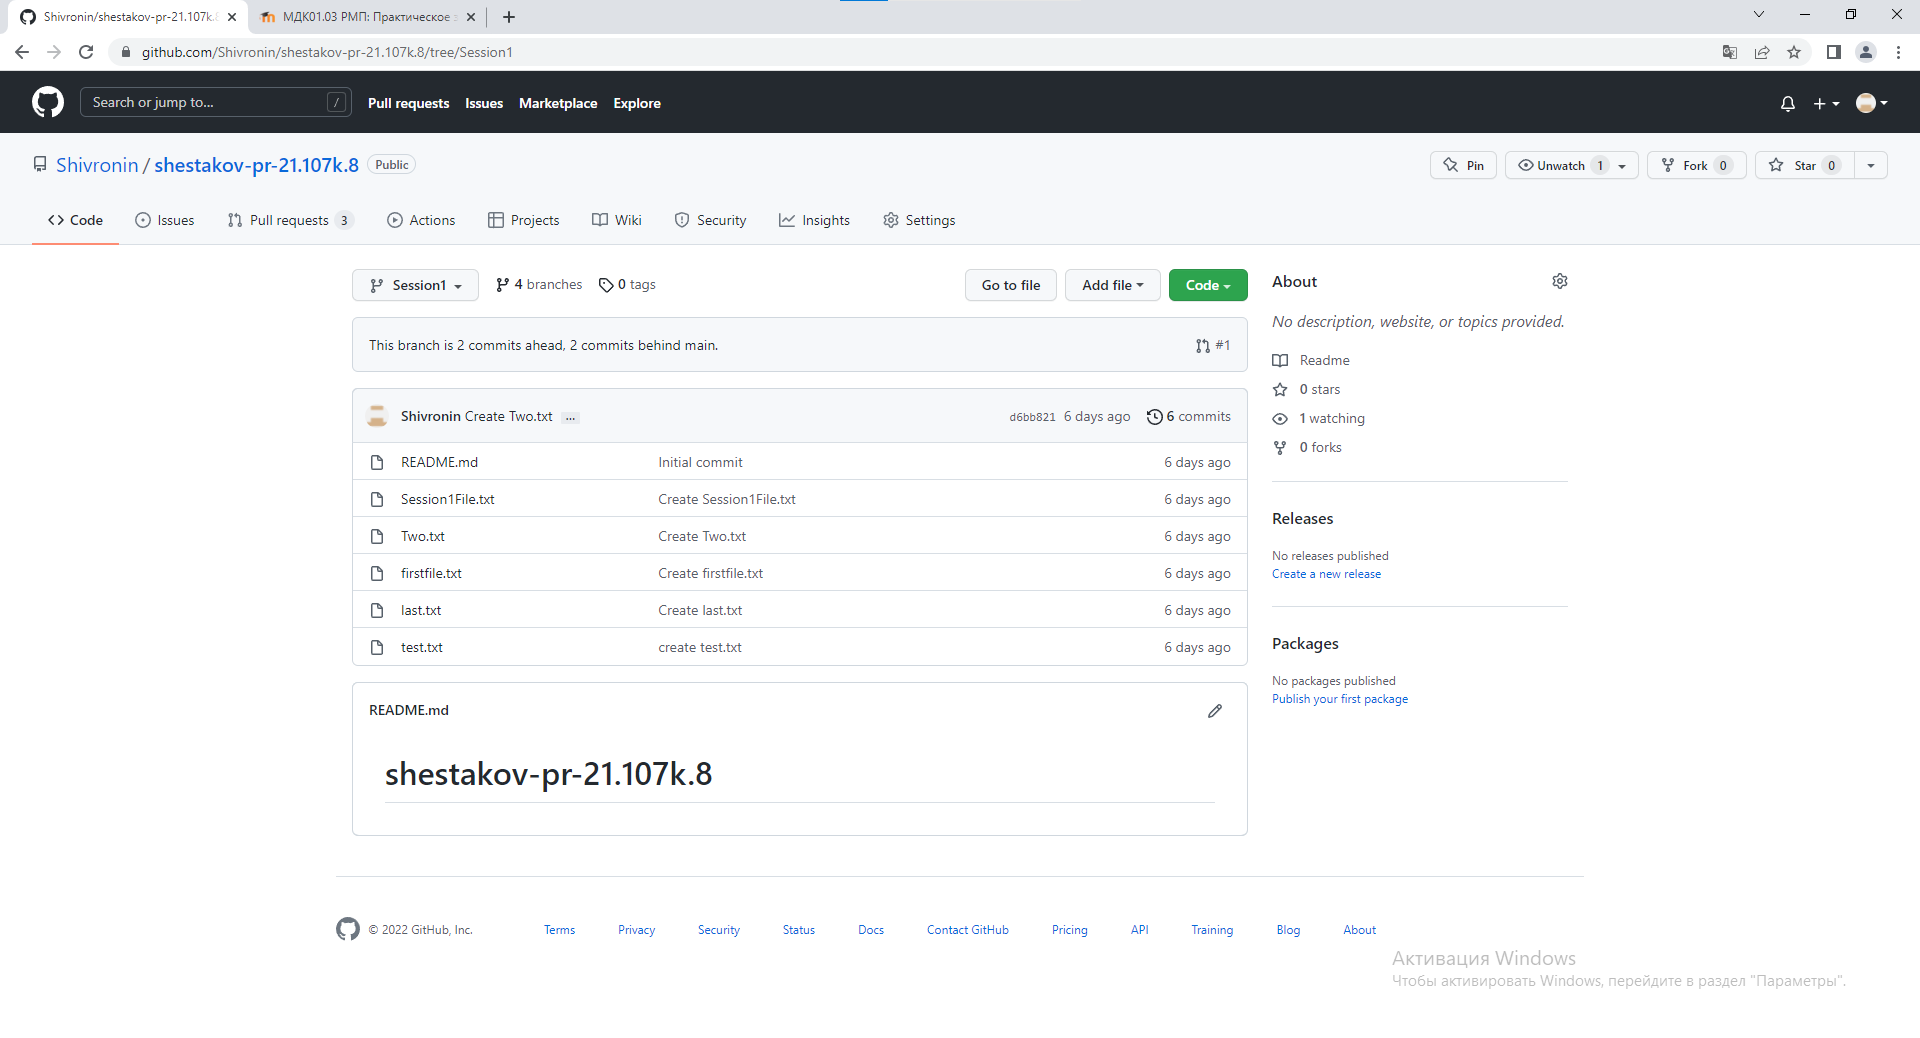 Shivronin/shestakov-pr-21.107k.8
МДК01.03 РМП: Практическое з
github.com/Shivronin/shestakov-pr-21.107k.8/tree/Session1
Search or jump to... /
Pull requests Issues Marketplace Explore
Shivronin / shestakov-pr-21.107k.8 Public
Pin Unwatch 1 Fork 0 Star 0
Code Issues Pull requests 3 Actions Projects Wiki Security Insights Settings
Session1 4 branches 0 tags Go to file Add file Code
This branch is 2 commits ahead, 2 commits behind main. #1
Shivronin Create Two.txt ... d6bb821 6 days ago 6 commits
README.md Initial commit 6 days ago
Session1File.txt Create Session1File.txt 6 days ago
Two.txt Create Two.txt 6 days ago
firstfile.txt Create firstfile.txt 6 days ago
last.txt Create last.txt 6 days ago
test.txt create test.txt 6 days ago
README.md
shestakov-pr-21.107k.8
About
No description, website, or topics provided.
Readme
0 stars
1 watching
0 forks
Releases
No releases published
Create a new release
Packages
No packages published
Publish your first package
© 2022 GitHub, Inc. Terms Privacy Security Status Docs Contact GitHub Pricing API Training Blog About
Активация Windows
Чтобы активировать Windows, перейдите в раздел "Параметры".